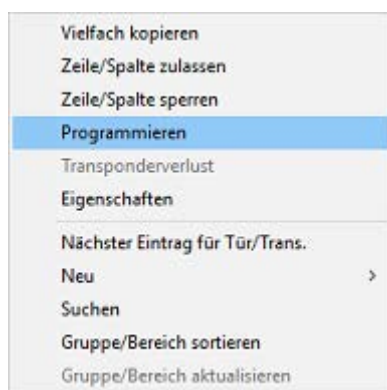 Vielfach kopieren
Zeile/Spalte zulassen
Zeile/Spalte sperren
Programmieren
Transponderverlust
Eigenschaften
Nächster Eintrag für Tür/Trans.
Neu
Suchen
Gruppe/Bereich sortieren
Gruppe/Bereich aktualisieren